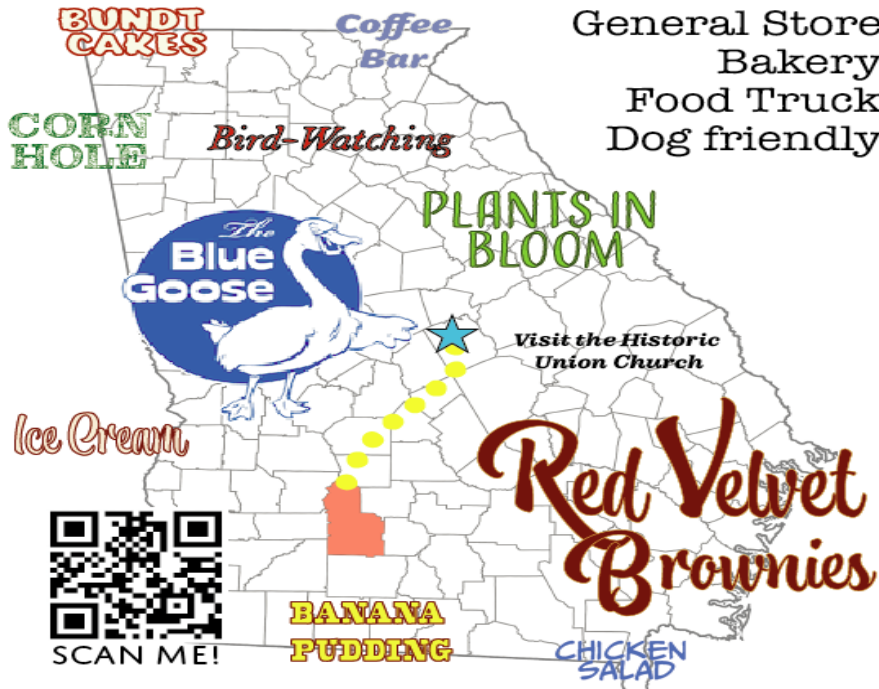 BUNDT
CAKES
Coffee
Bar
General Store
Bakery
Food Truck
Dog friendly
CORN
HOLE
Bird-Watching
PLANTS IN
BLOOM
The
Blue
Goose
Visit the Historic
Union Church
Ice Cream
Red Velvet
Brownies
SCAN ME!
BANANA
PUDDING
CHICKEN
SALAD